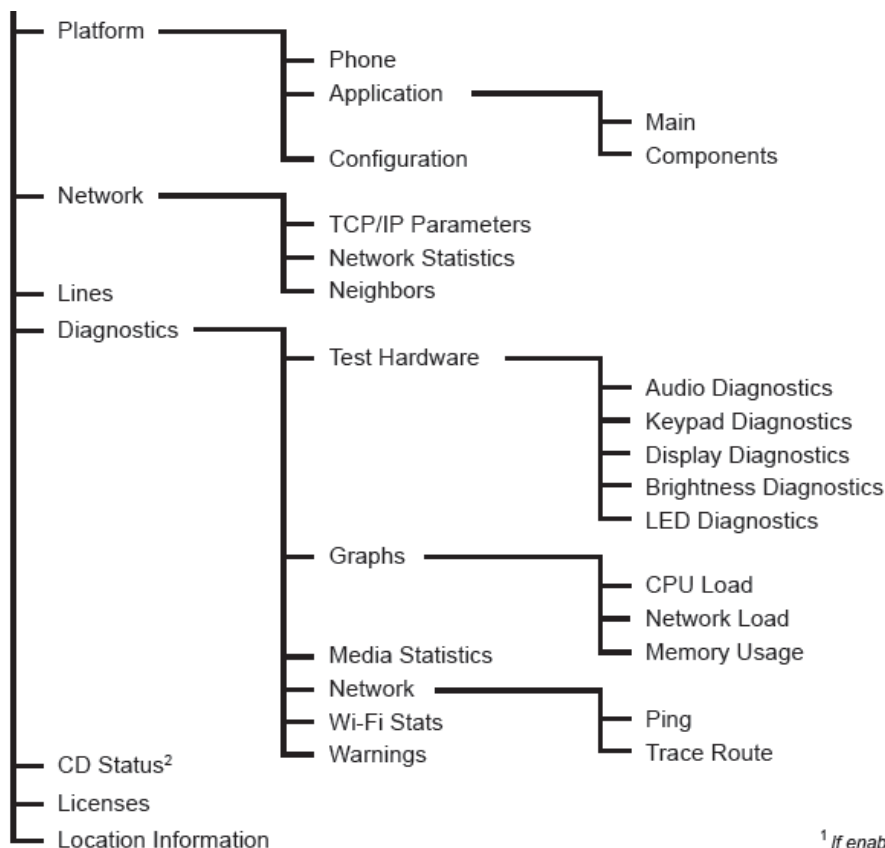 Platform
Phone
Application
Main
Components
Configuration
Network
TCP/IP Parameters
Network Statistics
Neighbors
Lines
Diagnostics
Test Hardware
Audio Diagnostics
Keypad Diagnostics
Display Diagnostics
Brightness Diagnostics
LED Diagnostics
Graphs
CPU Load
Network Load
Memory Usage
Media Statistics
Network
Ping
Trace Route
Wi-Fi Stats
Warnings
CD Status²
Licenses
Location Information
¹ If enab